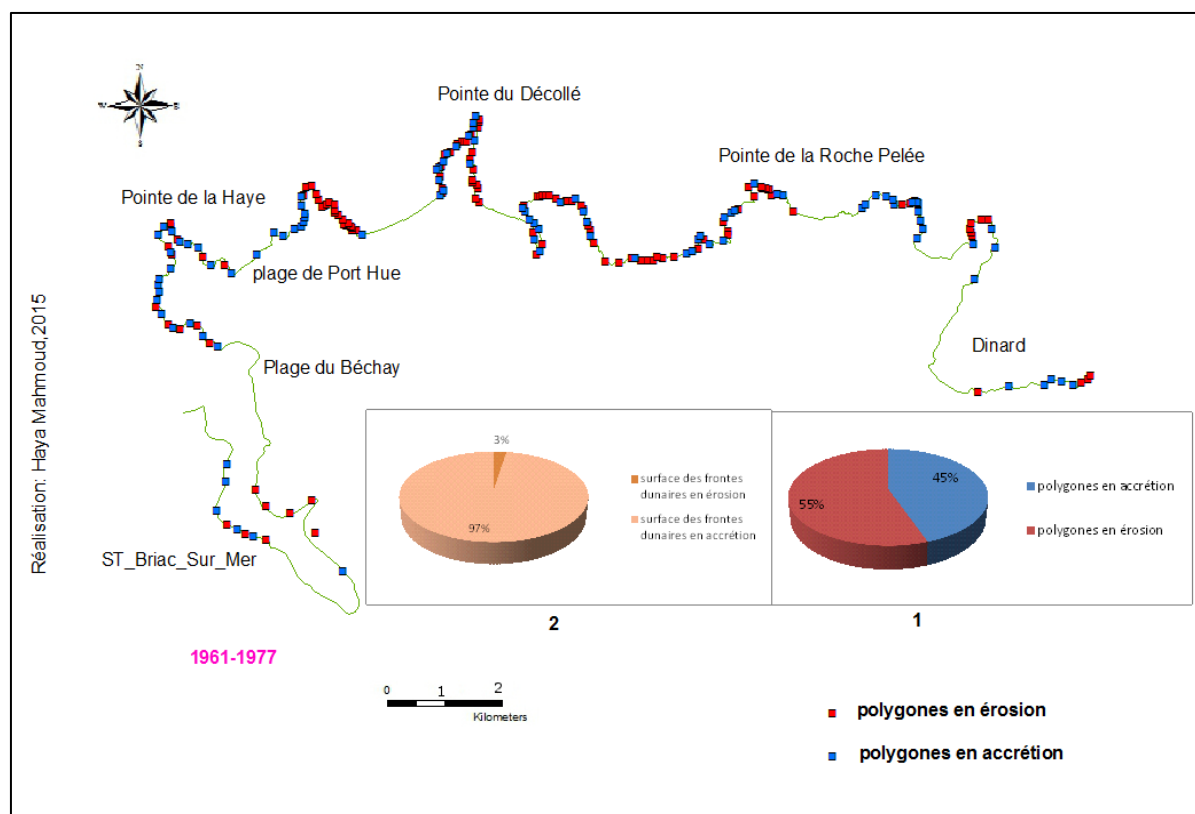 N
W
E
S
Pointe du Décollé
Pointe de la Roche Pelée
Pointe de la Haye
plage de Port Hue
Plage du Béchay
Dinard
Réalisation: Haya Mahmoud,2015
ST_Briac_Sur_Mer
3%
97%
surface des frontes
dunaires en érosion
surface des frontes
dunaires en accrétion
2
45%
55%
polygones en accrétion
polygones en érosion
1
1961-1977
0 1 2
Kilometers
polygones en érosion
polygones en accrétion